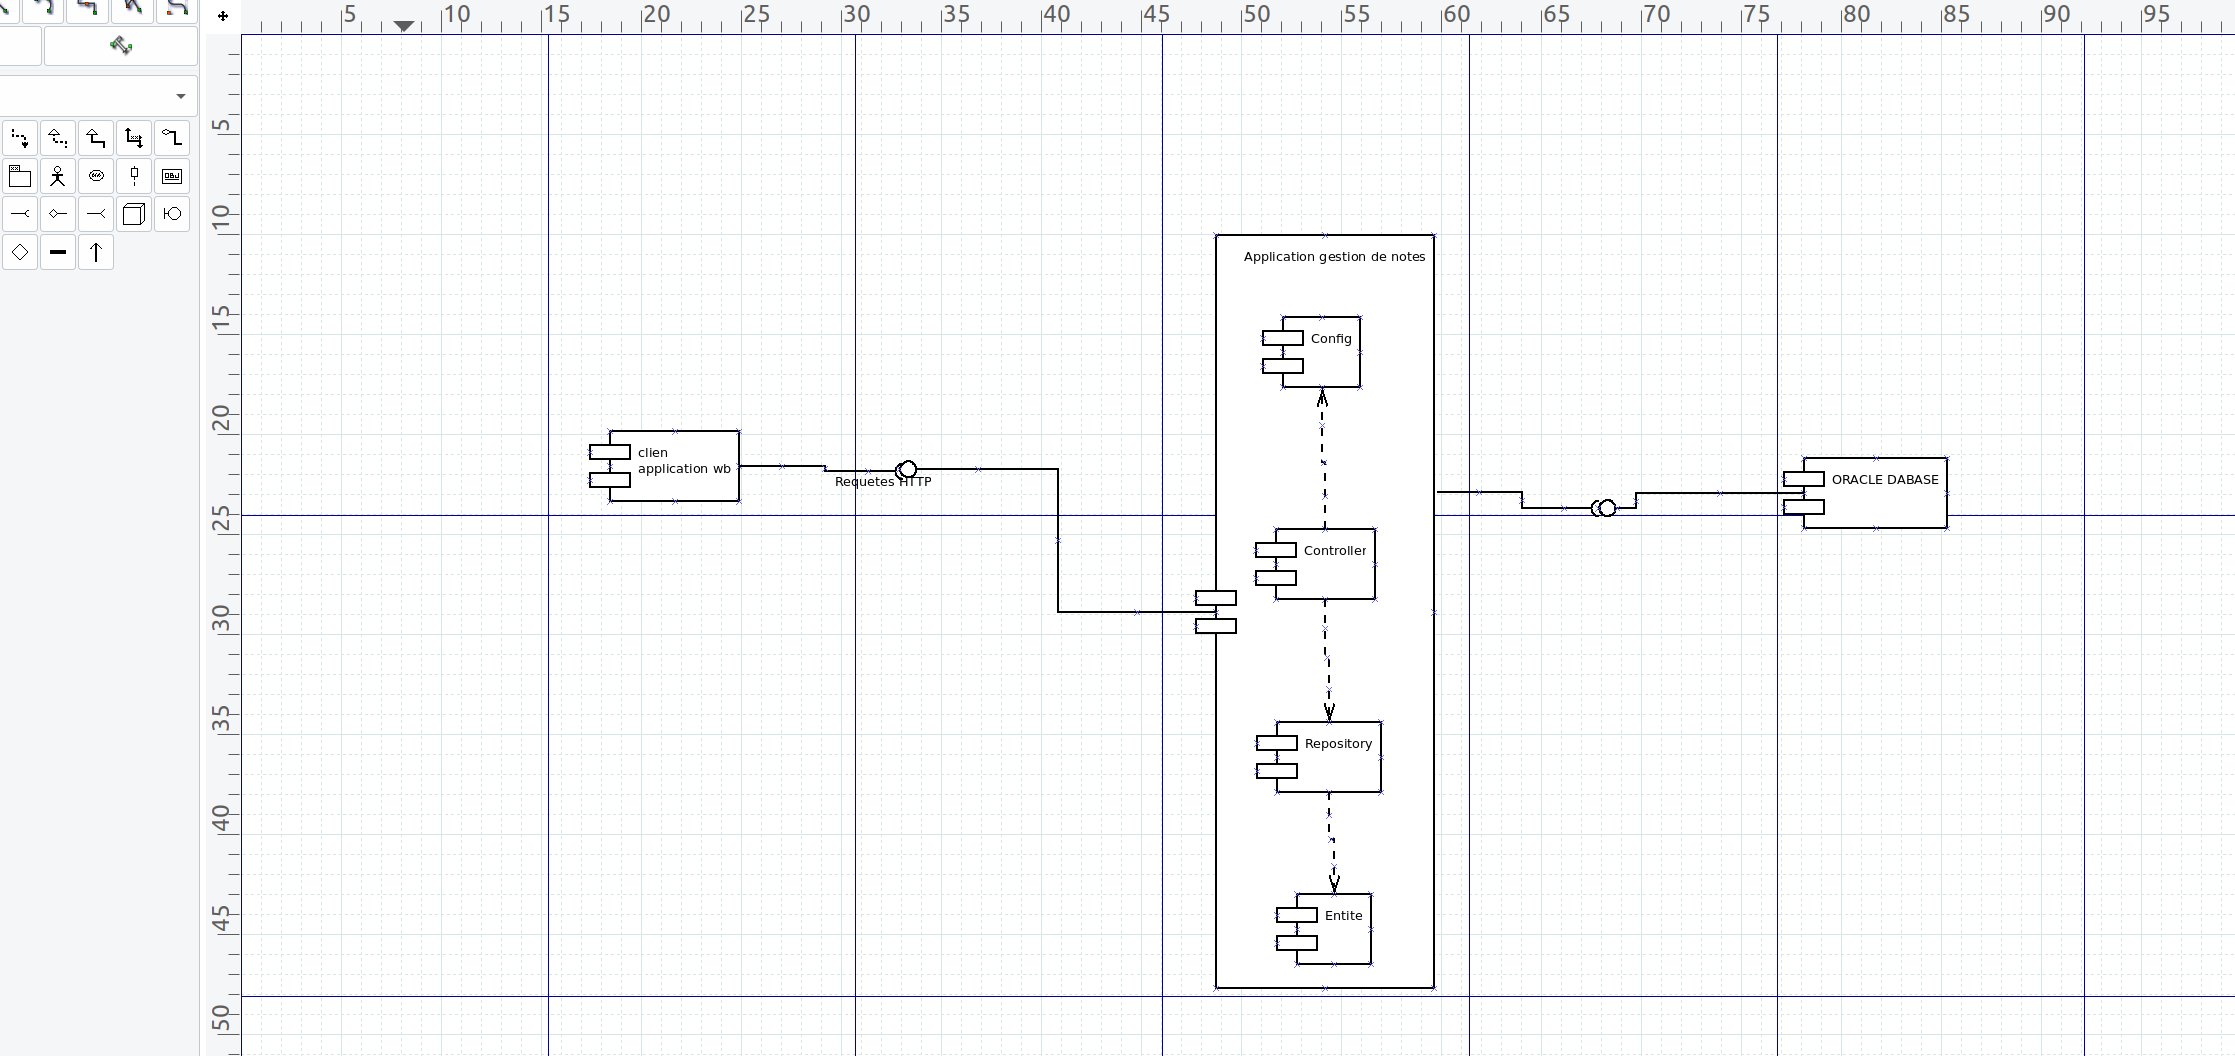 5 10 15 20 25 30 35 40 45 50 55 60 65 70 75 80 85 90 95
5
10
15
20
25
30
35
40
45
50
OBJ
Application gestion de notes
Config
clien
application wb
Requetes HTTP
ORACLE DABASE
Controller
Repository
Entite